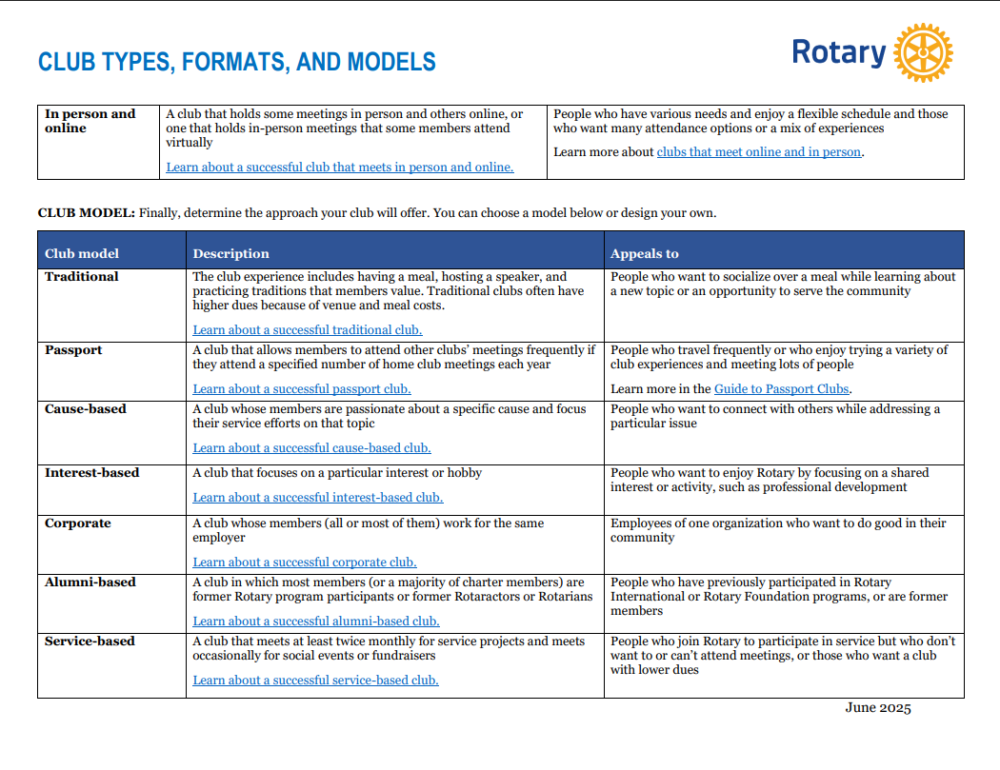 CLUB TYPES, FORMATS, AND MODELS
Rotary
In person and
online
A club that holds some meetings in person and others online, or
one that holds in-person meetings that some members attend
virtually
Learn about a successful club that meets in person and online.
People who have various needs and enjoy a flexible schedule and those
who want many attendance options or a mix of experiences
Learn more about clubs that meet online and in person.
CLUB MODEL: Finally, determine the approach your club will offer. You can choose a model below or design your own.
Club model
Description
Appeals to
Traditional
The club experience includes having a meal, hosting a speaker, and
practicing traditions that members value. Traditional clubs often have
higher dues because of venue and meal costs.
Learn about a successful traditional club.
People who want to socialize over a meal while learning about
a new topic or an opportunity to serve the community
Passport
A club that allows members to attend other clubs' meetings frequently if
they attend a specified number of home club meetings each year
Learn about a successful passport club.
People who travel frequently or who enjoy trying a variety of
club experiences and meeting lots of people
Learn more in the Guide to Passport Clubs.
Cause-based
A club whose members are passionate about a specific cause and focus
their service efforts on that topic
Learn about a successful cause-based club.
People who want to connect with others while addressing a
particular issue
Interest-based
A club that focuses on a particular interest or hobby
Learn about a successful interest-based club.
People who want to enjoy Rotary by focusing on a shared
interest or activity, such as professional development
Corporate
A club whose members (all or most of them) work for the same
employer
Learn about a successful corporate club.
Employees of one organization who want to do good in their
community
Alumni-based
A club in which most members (or a majority of charter members) are
former Rotary program participants or former Rotaractors or Rotarians
Learn about a successful alumni-based club.
People who have previously participated in Rotary
International or Rotary Foundation programs, or are former
members
Service-based
A club that meets at least twice monthly for service projects and meets
occasionally for social events or fundraisers
Learn about a successful service-based club.
People who join Rotary to participate in service but who don't
want to or can't attend meetings, or those who want a club
with lower dues
June 2025